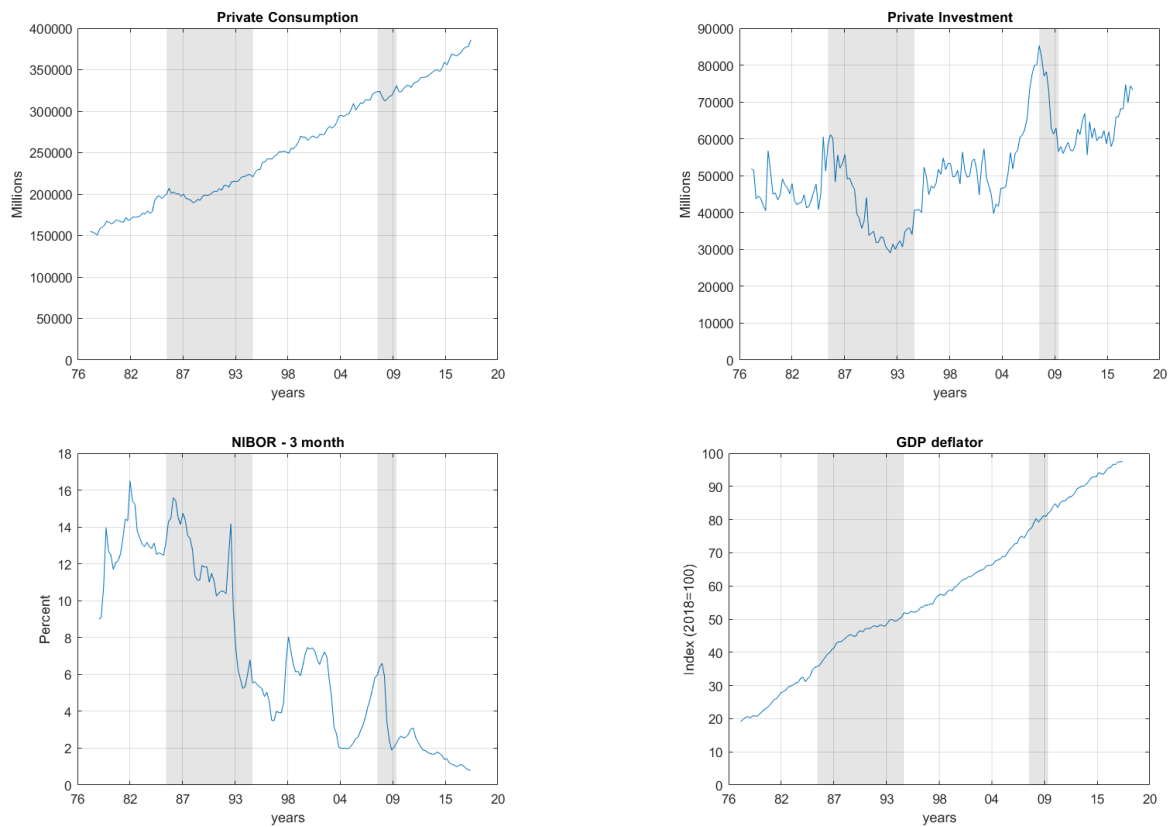 Private Consumption
400000
350000
300000
250000
200000
150000
100000
50000
0
Millions
76 82 87 93 98 04 09 15 20
years
Private Investment
90000
80000
70000
60000
50000
40000
30000
20000
10000
0
Millions
76 82 87 93 98 04 09 15 20
years
NIBOR - 3 month
18
16
14
12
10
8
6
4
2
0
Percent
76 82 87 93 98 04 09 15 20
years
GDP deflator
100
90
80
70
60
50
40
30
20
10
0
Index (2018=100)
76 82 87 93 98 04 09 15 20
years